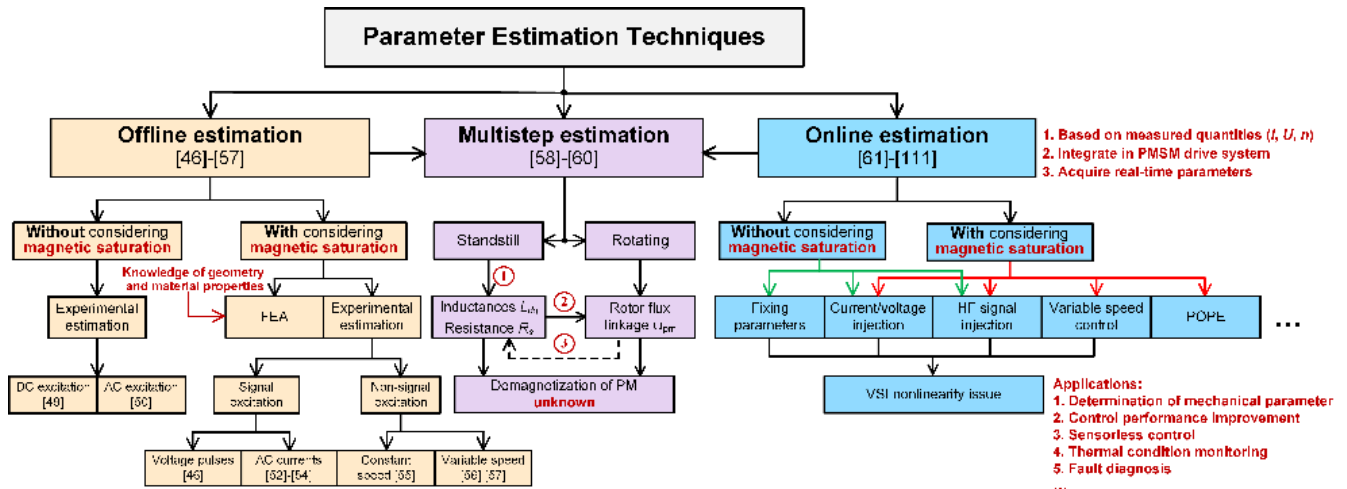 Parameter Estimation Techniques
Offline estimation
[46]-[57]
Multistep estimation
[58]-[60]
Online estimation
[61]-[111]
1. Based on measured quantities (I, U, n)
2. Integrate in PMSM drive system
3. Acquire real-time parameters
Without considering
magnetic saturation
With considering
magnetic saturation
Standstill
Rotating
Without considering
magnetic saturation
With considering
magnetic saturation
Knowledge of geometry
and material properties
1
Experimental
estimation
FEA
Experimental
estimation
Inductances
Resistance
2
3
Rotor flux
linkage
Fixing
parameters
Current/voltage
injection
HF signal
injection
Variable speed
control
POPE
...
DC excitation
[49]
AC excitation
[50]
Signal
excitation
Non-signal
excitation
Demagnetization of PM
unknown
VSI nonlinearity issue
Applications:
1. Determination of mechanical parameter
2. Control performance improvement
3. Sensorless control
4. Thermal condition monitoring
5. Fault diagnosis
Voltage pulses
AC currents
[52]-[54]
Constant
speed [55]
Variable speed
[56] [57]